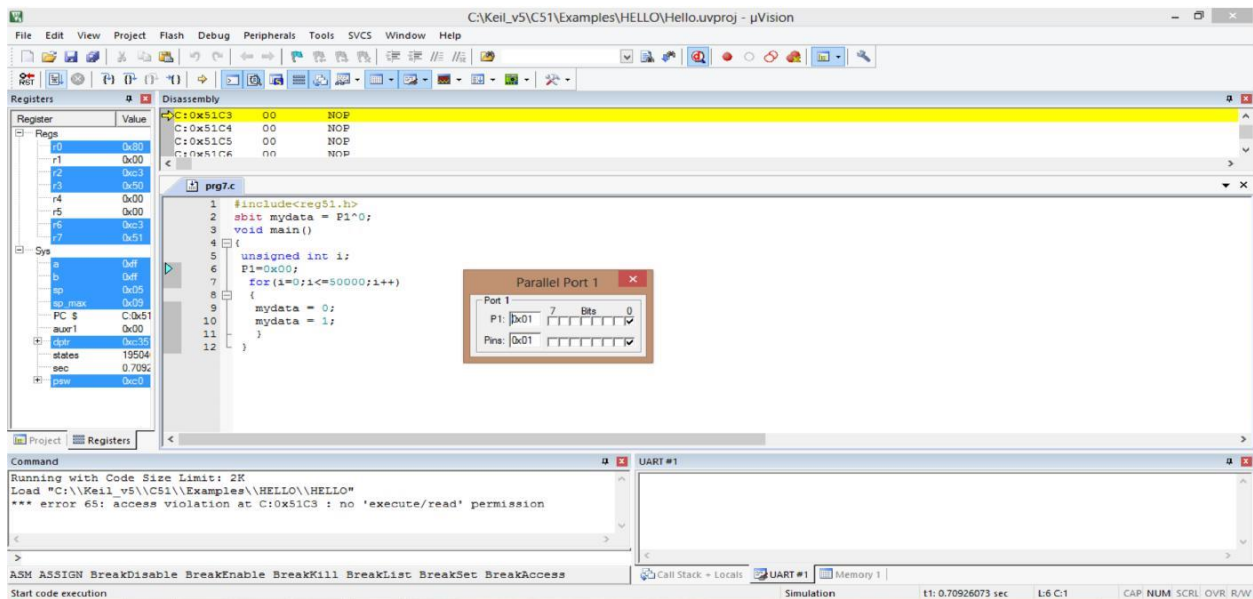 C:\Keil_v5\C51\Examples\HELLO\Hello.uvproj - µVision
File Edit View Project Flash Debug Peripherals Tools SVCS Window Help
Registers
Disassembly
Register Value
C:0x51C3 00 NOP
C:0x51C4 00 NOP
C:0x51C5 00 NOP
C:0x51C6 00 NOP
Regs
r0 0x80
r1 0x00
r2 0xc3
r3 0x50
r4 0x00
r5 0x00
r6 0xc3
r7 0x51
Sys
a 0xff
b 0xff
sp 0x05
sp_max 0x09
PC $ C:0x51
auxr1 0x00
dptr 0xc35
states 19504
sec 0.7092
psw 0xc0
prg7.c
1 #include<reg51.h>
2 sbit mydata = P1^0;
3 void main()
4 {
5 unsigned int i;
6 P1=0x00;
7 for(i=0;i<=50000;i++)
8 {
9 mydata = 0;
10 mydata = 1;
11 }
12 }
Parallel Port 1
Port 1
P1: 0x01 7 Bits 0
Pins: 0x01
Project Registers
Command
Running with Code Size Limit: 2K
Load "C:\\Keil_v5\\C51\\Examples\\HELLO\\HELLO"
*** error 65: access violation at C:0x51C3 : no 'execute/read' permission
>
ASM ASSIGN BreakDisable BreakEnable BreakKill BreakList BreakSet BreakAccess
UART #1
Call Stack + Locals UART #1 Memory 1
Start code execution Simulation t1: 0.70926073 sec L:6 C:1 CAP NUM SCRL OVR R/W